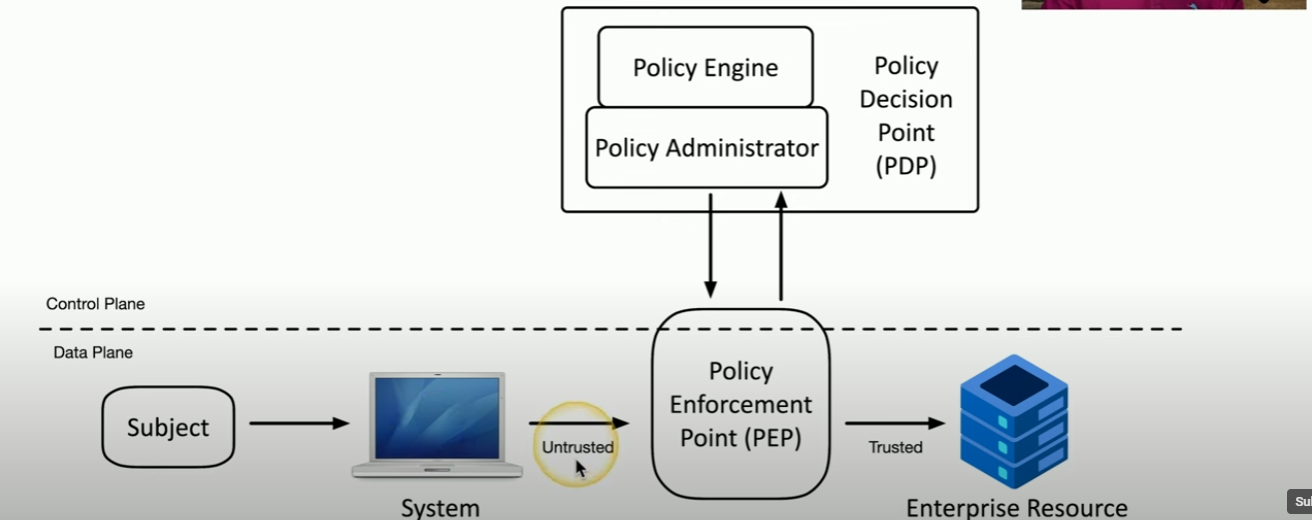 Policy Engine
Policy Administrator
Policy
Decision
Point
(PDP)
Control Plane
Data Plane
Subject
System
Untrusted
Policy
Enforcement
Point (PEP)
Trusted
Enterprise Resource